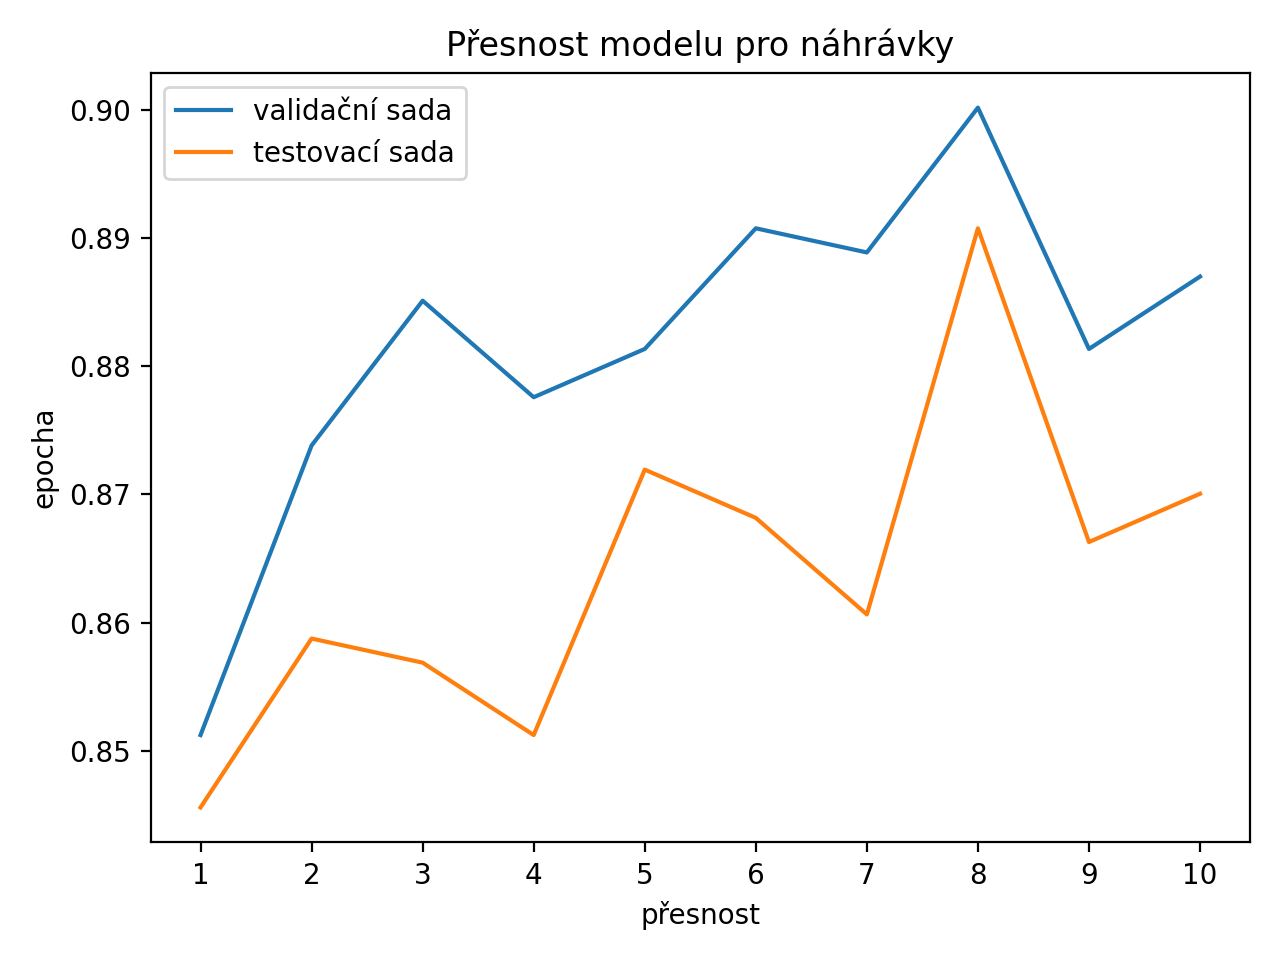 Přesnost modelu pro náhrávky
validační sada
testovací sada
0.90
0.89
0.88
0.87
0.86
0.85
epocha
1 2 3 4 5 6 7 8 9 10
přesnost